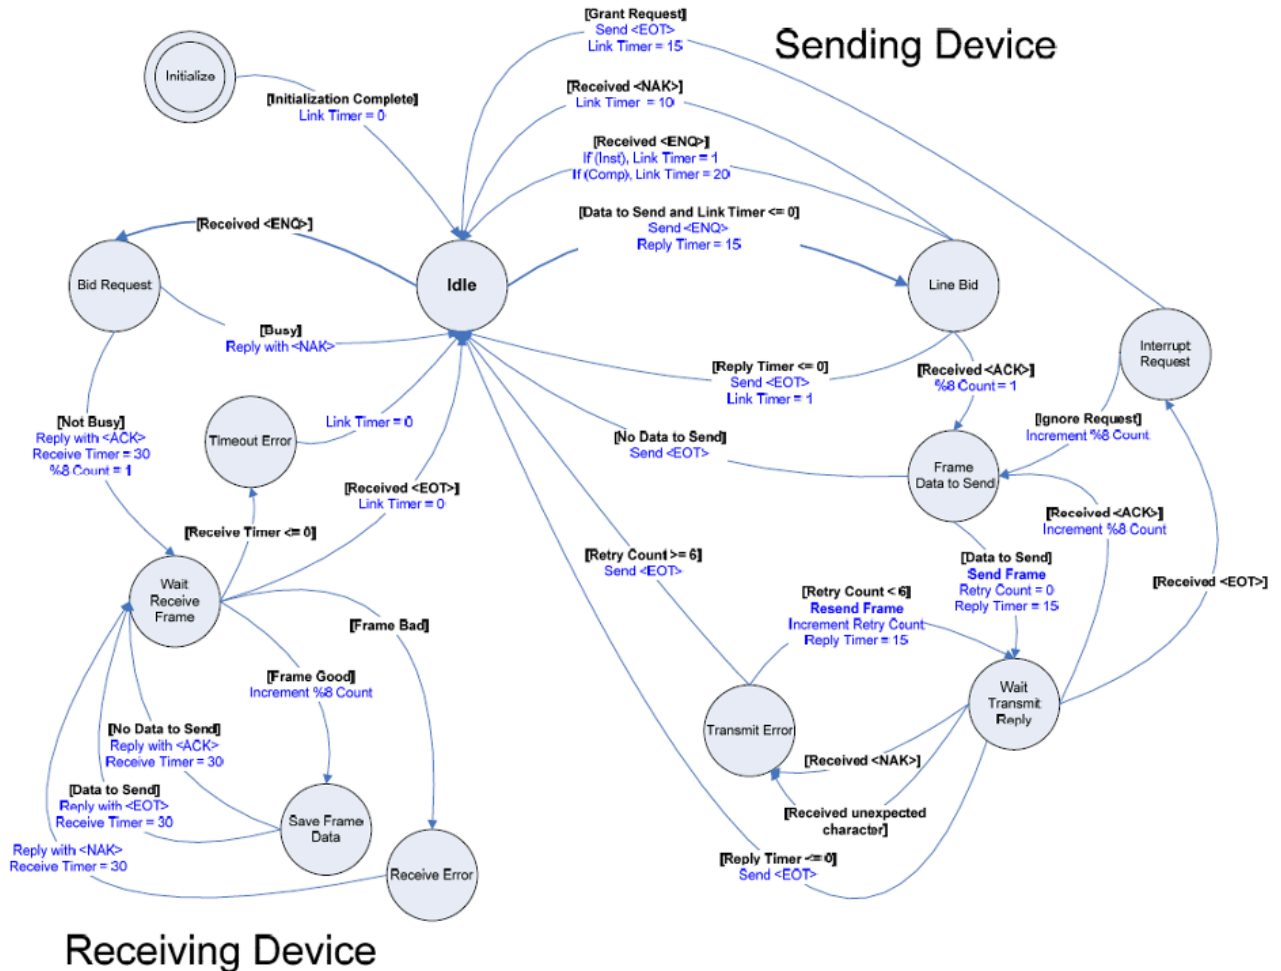 [Grant Request]
Send <EOT>
Link Timer = 15
Sending Device
Initialize
[Initialization Complete]
Link Timer = 0
[Received <NAK>]
Link Timer = 10
[Received <ENQ>]
If (Inst), Link Timer = 1
If (Comp), Link Timer = 20
[Data to Send and Link Timer <= 0]
Send <ENQ>
Reply Timer = 15
[Received <ENQ>]
Bid Request
Idle
Line Bid
[Busy]
Reply with <NAK>
Interrupt
Request
[Reply Timer <= 0]
Send <EOT>
Link Timer = 1
[Received <ACK>]
%8 Count = 1
[Not Busy]
Reply with <ACK>
Receive Timer = 30
%8 Count = 1
Timeout Error
Link Timer = 0
[No Data to Send]
Send <EOT>
[Ignore Request]
Increment %8 Count
Frame
Data to Send
[Received <EOT>]
Link Timer = 0
[Received <ACK>]
Increment %8 Count
[Receive Timer <= 0]
[Retry Count >= 6]
Send <EOT>
[Data to Send]
Send Frame
Retry Count = 0
Reply Timer = 15
[Received <EOT>]
Wait
Receive
Frame
[Retry Count < 6]
Resend Frame
Increment Retry Count
Reply Timer = 15
[Frame Bad]
[Frame Good]
Increment %8 Count
Wait
Transmit
Reply
[No Data to Send]
Reply with <ACK>
Receive Timer = 30
Transmit Error
[Received <NAK>]
[Data to Send]
Reply with <EOT>
Receive Timer = 30
Save Frame
Data
[Received unexpected
character]
Reply with <NAK>
Receive Timer = 30
Receive Error
[Reply Timer <= 0]
Send <EOT>
Receiving Device